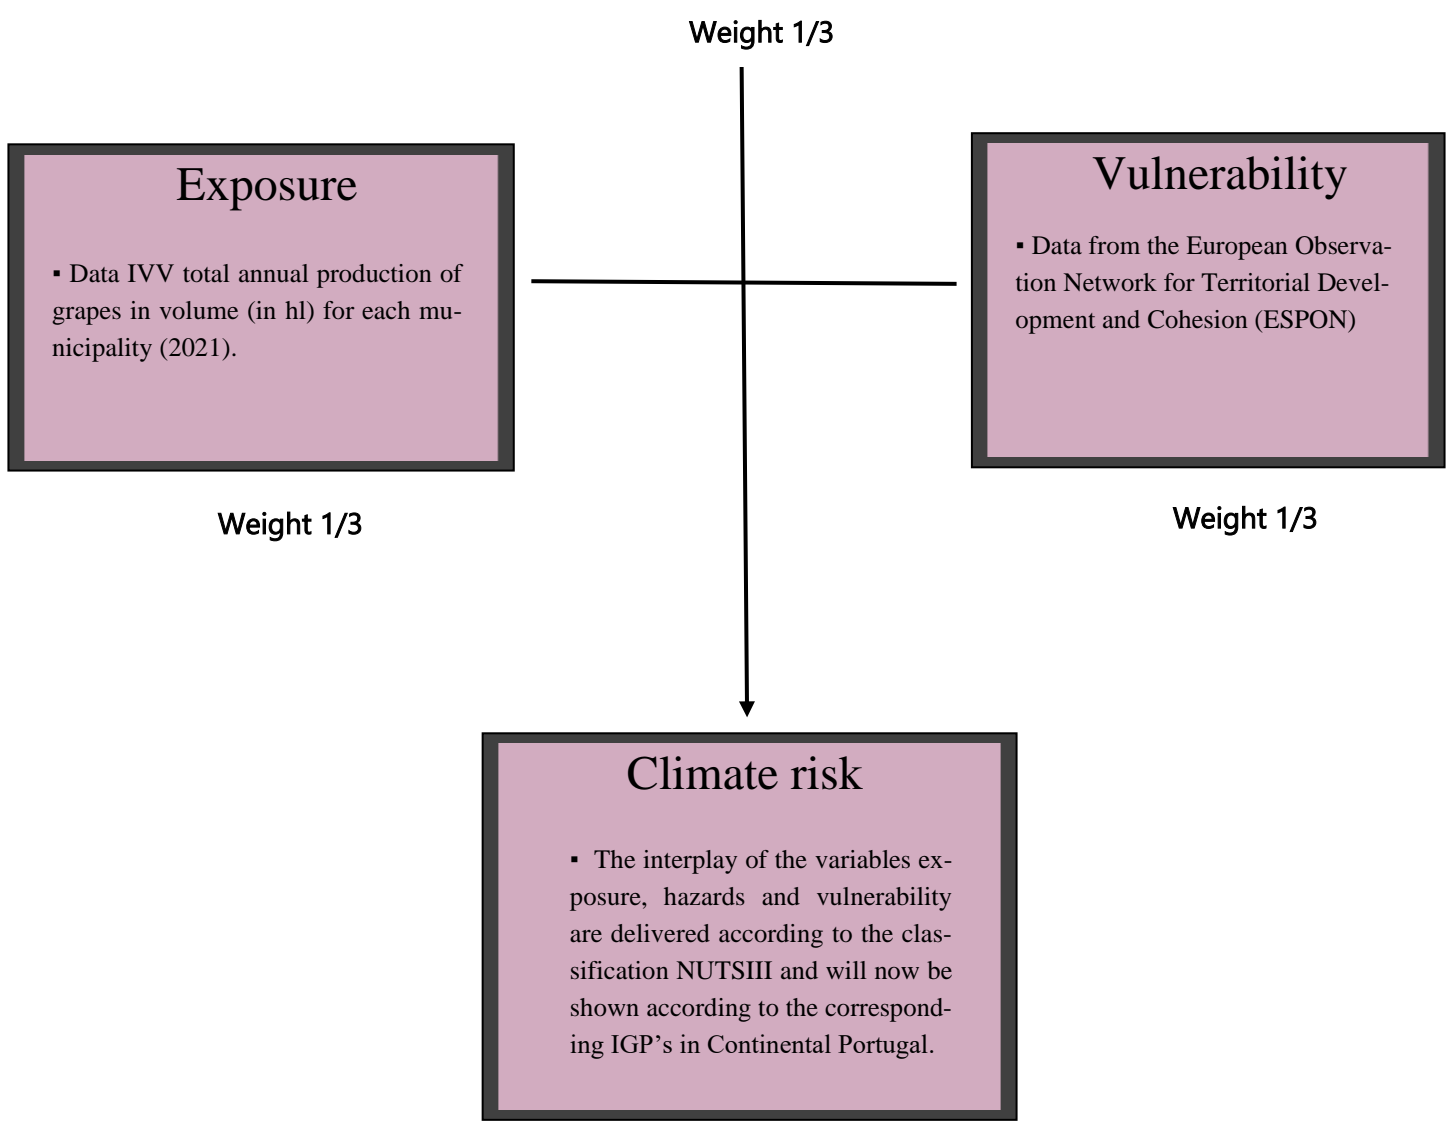 Weight 1/3
Exposure
▪ Data IVV total annual production of
grapes in volume (in hl) for each mu-
nicipality (2021).
Weight 1/3
Vulnerability
▪ Data from the European Observa-
tion Network for Territorial Devel-
opment and Cohesion (ESPON)
Weight 1/3
Climate risk
▪ The interplay of the variables ex-
posure, hazards and vulnerability
are delivered according to the clas-
sification NUTSIII and will now be
shown according to the correspond-
ing IGP’s in Continental Portugal.